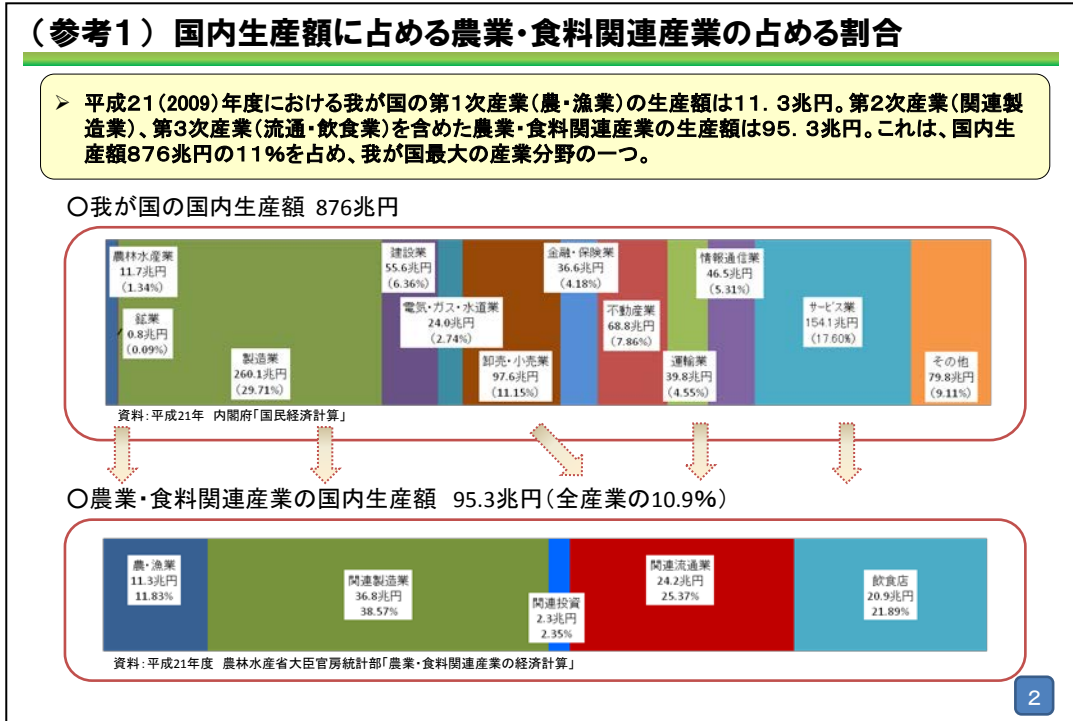 （参考１） 国内生産額に占める農業・食料関連産業の占める割合
➢ 平成２１（２００９）年度における我が国の第１次産業（農・漁業）の生産額は１１．３兆円。第２次産業（関連製
造業）、第３次産業（流通・飲食業）を含めた農業・食料関連産業の生産額は９５．３兆円。これは、国内生
産額８７６兆円の１１％を占め、我が国最大の産業分野の一つ。
○我が国の国内生産額 876兆円
農林水産業
11.7兆円
(1.34%)
鉱業
0.8兆円
(0.09%)
製造業
260.1兆円
(29.71%)
建設業
55.6兆円
(6.36%)
電気・ガス・水道業
24.0兆円
(2.74%)
卸売・小売業
97.6兆円
(11.15%)
金融・保険業
36.6兆円
(4.18%)
不動産業
68.8兆円
(7.86%)
運輸業
39.8兆円
(4.55%)
情報通信業
46.5兆円
(5.31%)
サービス業
154.1兆円
(17.60%)
その他
79.8兆円
(9.11%)
資料：平成21年 内閣府「国民経済計算」
○農業・食料関連産業の国内生産額 95.3兆円（全産業の10.9％）
農・漁業
11.3兆円
11.83%
関連製造業
36.8兆円
38.57%
関連投資
2.3兆円
2.35%
関連流通業
24.2兆円
25.37%
飲食店
20.9兆円
21.89%
資料：平成21年度 農林水産省大臣官房統計部「農業・食料関連産業の経済計算」
2